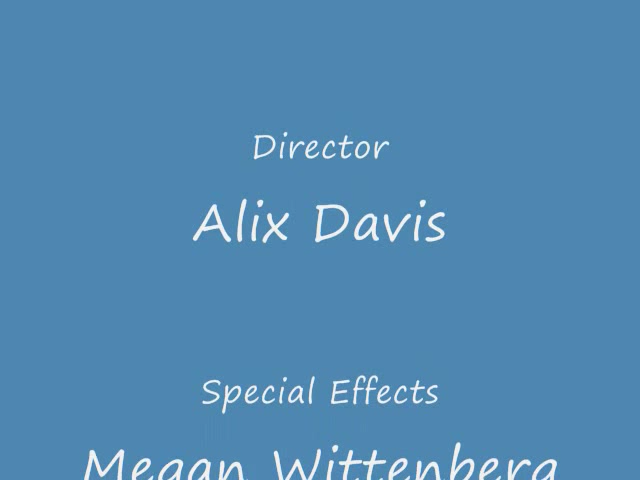 Director
Alix Davis
Special Effects
Megan Wittenberg